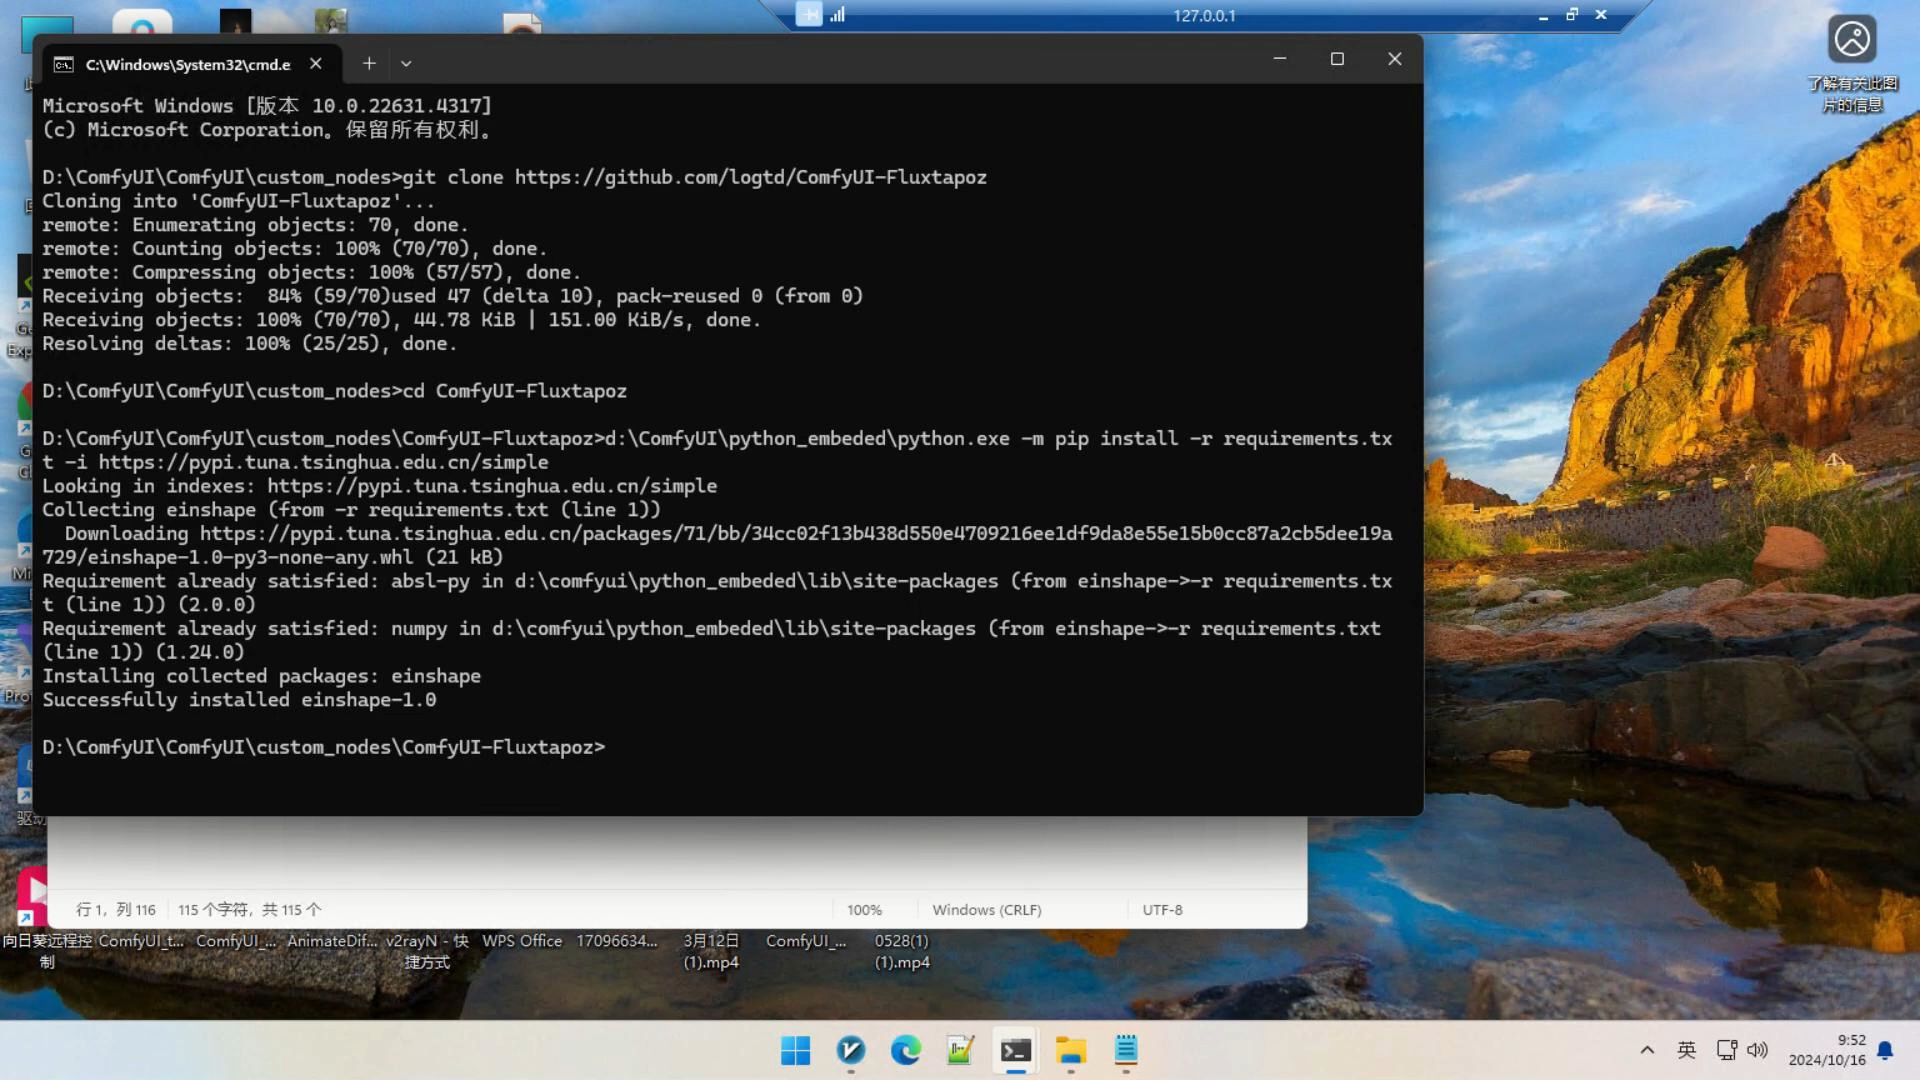 127.0.0.1
C:\Windows\System32\cmd.e
了解有关此图
片的信息
Microsoft Windows [版本 10.0.22631.4317]
(c) Microsoft Corporation。保留所有权利。
D:\ComfyUI\ComfyUI\custom_nodes>git clone https://github.com/logtd/ComfyUI-Fluxtapoz
Cloning into 'ComfyUI-Fluxtapoz'...
remote: Enumerating objects: 70, done.
remote: Counting objects: 100% (70/70), done.
remote: Compressing objects: 100% (57/57), done.
Receiving objects:  84% (59/70)used 47 (delta 10), pack-reused 0 (from 0)
Receiving objects: 100% (70/70), 44.78 KiB | 151.00 KiB/s, done.
Resolving deltas: 100% (25/25), done.
D:\ComfyUI\ComfyUI\custom_nodes>cd ComfyUI-Fluxtapoz
D:\ComfyUI\ComfyUI\custom_nodes\ComfyUI-Fluxtapoz>d:\ComfyUI\python_embeded\python.exe -m pip install -r requirements.tx
t -i https://pypi.tuna.tsinghua.edu.cn/simple
Looking in indexes: https://pypi.tuna.tsinghua.edu.cn/simple
Collecting einshape (from -r requirements.txt (line 1))
  Downloading https://pypi.tuna.tsinghua.edu.cn/packages/71/bb/34cc02f13b438d550e4709216ee1df9da8e55e15b0cc87a2cb5dee19a
729/einshape-1.0-py3-none-any.whl (21 kB)
Requirement already satisfied: absl-py in d:\comfyui\python_embeded\lib\site-packages (from einshape->-r requirements.tx
t (line 1)) (2.0.0)
Requirement already satisfied: numpy in d:\comfyui\python_embeded\lib\site-packages (from einshape->-r requirements.txt
(line 1)) (1.24.0)
Installing collected packages: einshape
Successfully installed einshape-1.0
D:\ComfyUI\ComfyUI\custom_nodes\ComfyUI-Fluxtapoz>
行 1，列 116 115 个字符，共 115 个 100% Windows (CRLF) UTF-8
向日葵远程控 ComfyUI_t... ComfyUI_... AnimateDif... v2rayN - 快 WPS Office 17096634... 3月12日 ComfyUI_... 0528(1)
制 捷方式 (1).mp4 (1).mp4
英
9:52
2024/10/16